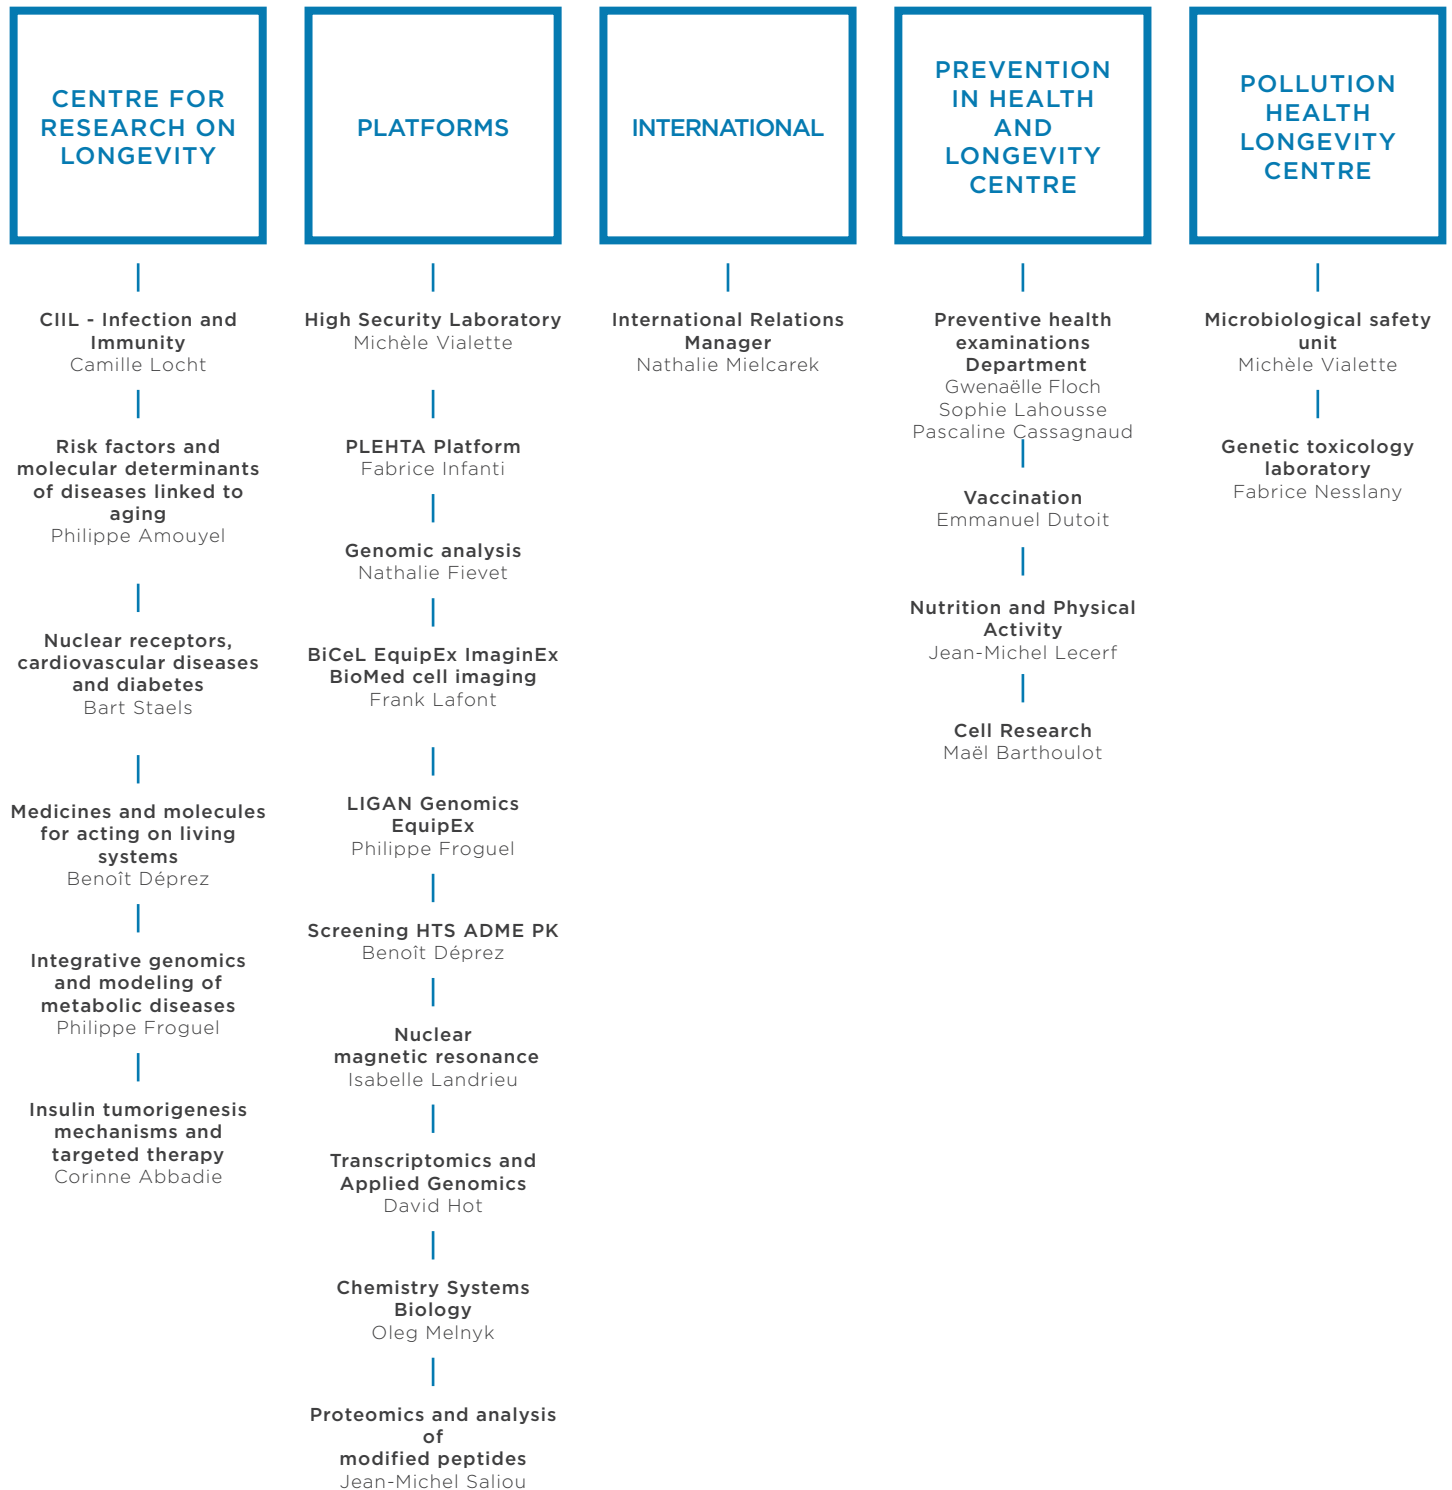 CENTRE FOR
RESEARCH ON
LONGEVITY
CIIL - Infection and
Immunity
Camille Locht
Risk factors and
molecular determinants
of diseases linked to
aging
Philippe Amouyel
Nuclear receptors,
cardiovascular diseases
and diabetes
Bart Staels
Medicines and molecules
for acting on living
systems
Benoît Déprez
Integrative genomics
and modeling of
metabolic diseases
Philippe Froguel
Insulin tumorigenesis
mechanisms and
targeted therapy
Corinne Abbadie
PLATFORMS
High Security Laboratory
Michèle Vialette
PLEHTA Platform
Fabrice Infanti
Genomic analysis
Nathalie Fievet
BiCeL EquipEx ImaginEx
BioMed cell imaging
Frank Lafont
LIGAN Genomics
EquipEx
Philippe Froguel
Screening HTS ADME PK
Benoît Déprez
Nuclear
magnetic resonance
Isabelle Landrieu
Transcriptomics and
Applied Genomics
David Hot
Chemistry Systems
Biology
Oleg Melnyk
Proteomics and analysis
of
modified peptides
Jean-Michel Saliou
INTERNATIONAL
International Relations
Manager
Nathalie Mielcarek
PREVENTION
IN HEALTH
AND
LONGEVITY
CENTRE
Preventive health
examinations
Department
Gwenaëlle Floch
Sophie Lahousse
Pascaline Cassagnaud
Vaccination
Emmanuel Dutoit
Nutrition and Physical
Activity
Jean-Michel Lecerf
Cell Research
Maël Barthoulot
POLLUTION
HEALTH
LONGEVITY
CENTRE
Microbiological safety
unit
Michèle Vialette
Genetic toxicology
laboratory
Fabrice Nesslany